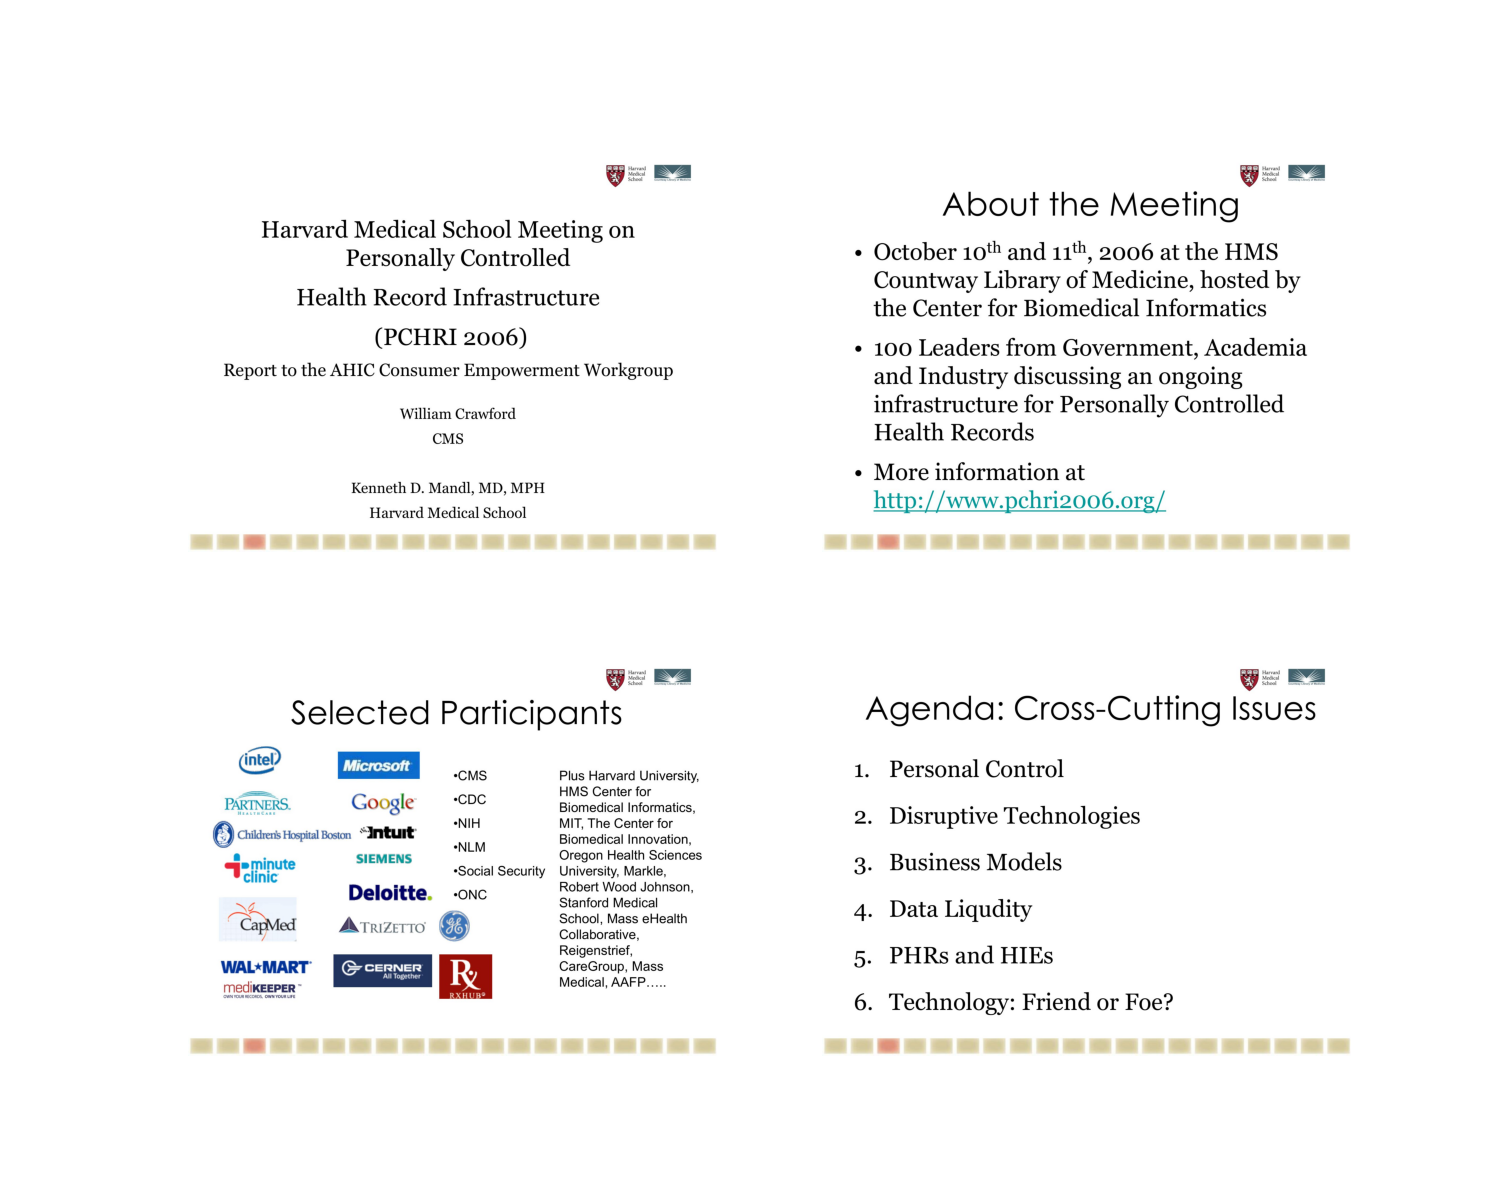 Harvard
Medical
School
Harvard Medical School Meeting on
Personally Controlled
Health Record Infrastructure
(PCHRI 2006)
Report to the AHIC Consumer Empowerment Workgroup
William Crawford
CMS
Kenneth D. Mandl, MD, MPH
Harvard Medical School
Harvard
Medical
School
About the Meeting
• October 10th and 11th, 2006 at the HMS
Countway Library of Medicine, hosted by
the Center for Biomedical Informatics
• 100 Leaders from Government, Academia
and Industry discussing an ongoing
infrastructure for Personally Controlled
Health Records
• More information at
http://www.pchri2006.org/
Harvard
Medical
School
Selected Participants
intel
Microsoft
PARTNERS.
HEALTHCARE
Google
Children's Hospital Boston
Intuit
minute
clinic
SIEMENS
Deloitte.
CapMed
TRIZETTO
GE
WAL★MART
CERNER
All Together
Rx
RXHUB
mediKEEPER™
OWN YOUR RECORDS, OWN YOUR LIFE
•CMS
•CDC
•NIH
•NLM
•Social Security
•ONC
Plus Harvard University,
HMS Center for
Biomedical Informatics,
MIT, The Center for
Biomedical Innovation,
Oregon Health Sciences
University, Markle,
Robert Wood Johnson,
Stanford Medical
School, Mass eHealth
Collaborative,
Reigenstrief,
CareGroup, Mass
Medical, AAFP…..
Harvard
Medical
School
Agenda: Cross-Cutting Issues
1. Personal Control
2. Disruptive Technologies
3. Business Models
4. Data Liqudity
5. PHRs and HIEs
6. Technology: Friend or Foe?